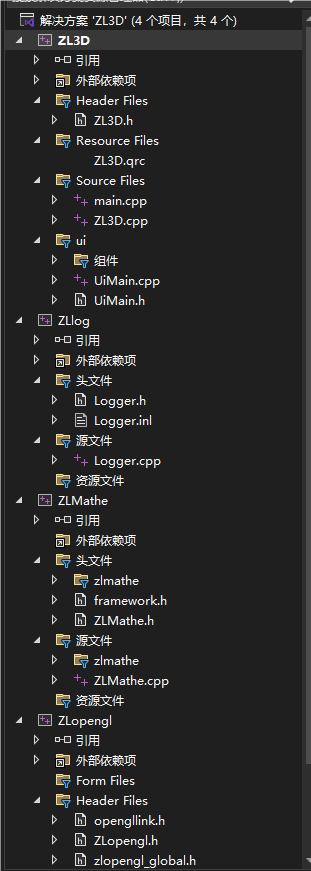 解决方案 'ZL3D' (4 个项目，共 4 个)
ZL3D
引用
外部依赖项
Header Files
ZL3D.h
Resource Files
ZL3D.qrc
Source Files
main.cpp
ZL3D.cpp
ui
组件
UiMain.cpp
UiMain.h
ZLlog
引用
外部依赖项
头文件
Logger.h
Logger.inl
源文件
Logger.cpp
资源文件
ZLMathe
引用
外部依赖项
头文件
zlmathe
framework.h
ZLMathe.h
源文件
zlmathe
ZLMathe.cpp
资源文件
ZLopengl
引用
外部依赖项
Form Files
Header Files
opengllink.h
ZLopengl.h
zlopengl_global.h